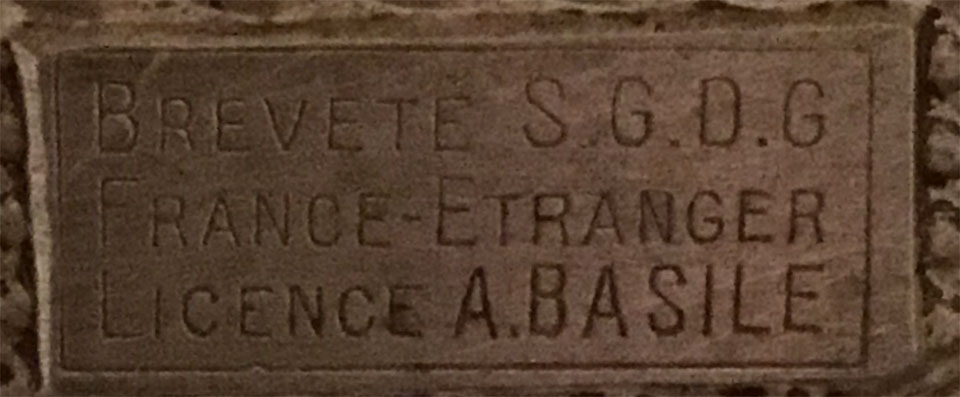 BREVETÉ S.G.D.G
FRANCE-ETRANGER
LICENCE A.BASILE